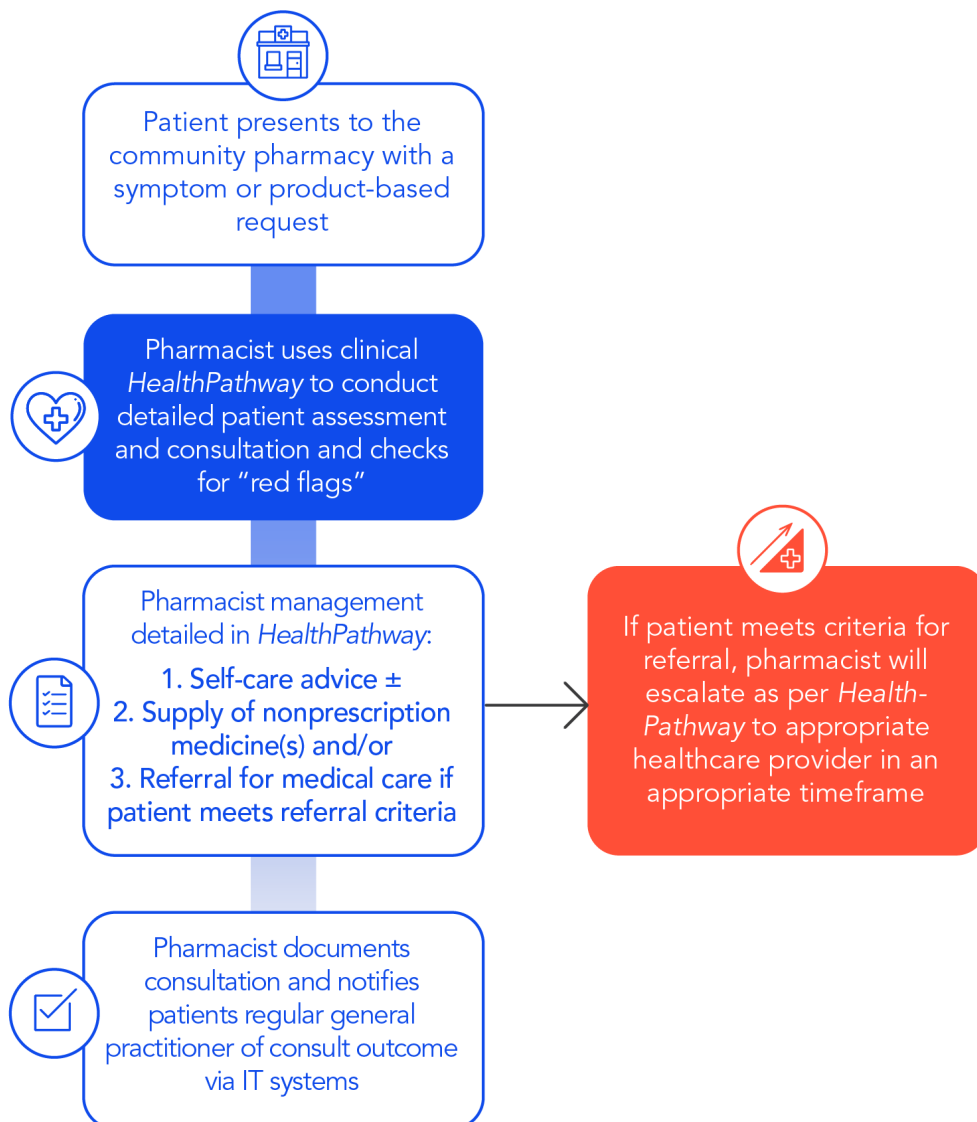 Patient presents to the
community pharmacy with a
symptom or product-based
request
Pharmacist uses clinical
HealthPathway to conduct
detailed patient assessment
and consultation and checks
for “red flags”
Pharmacist management
detailed in HealthPathway:
1. Self-care advice ±
2. Supply of nonprescription
medicine(s) and/or
3. Referral for medical care if
patient meets referral criteria
If patient meets criteria for
referral, pharmacist will
escalate as per Health-
Pathway to appropriate
healthcare provider in an
appropriate timeframe
Pharmacist documents
consultation and notifies
patients regular general
practitioner of consult outcome
via IT systems